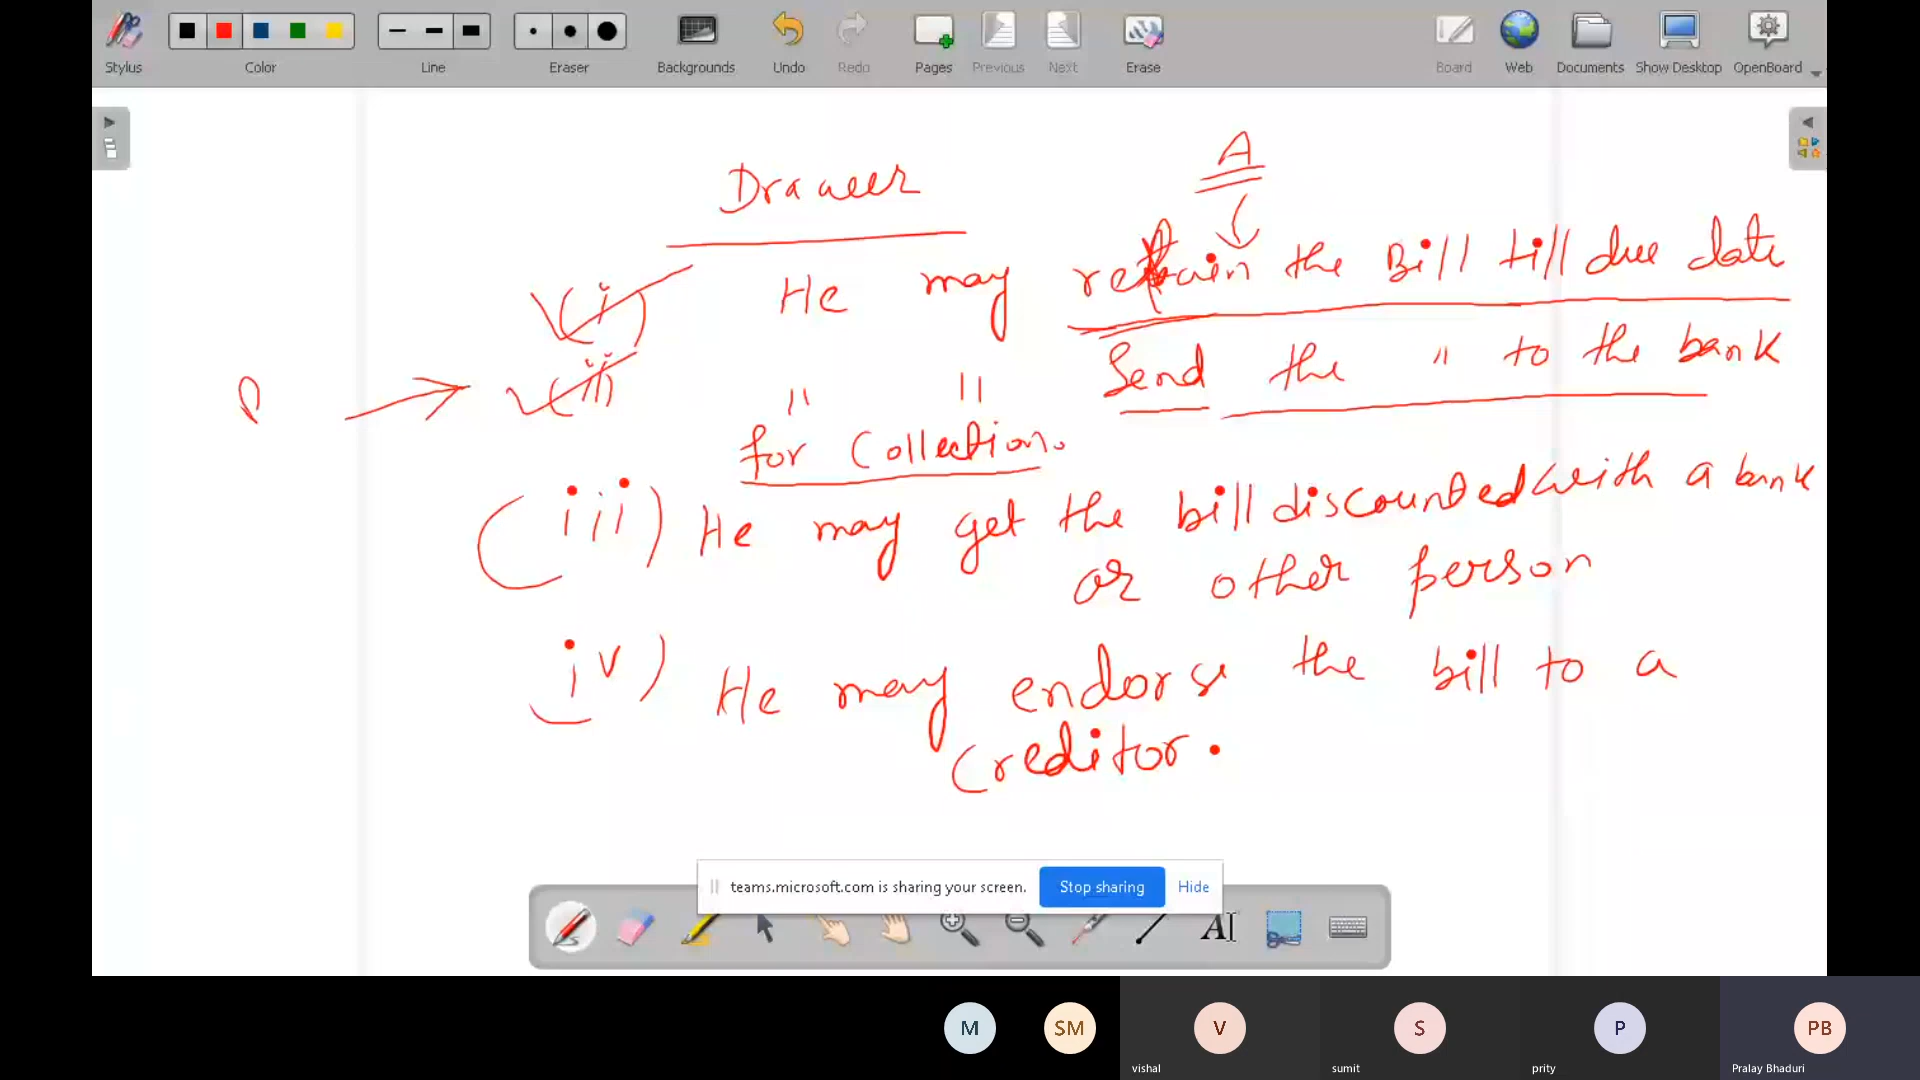 Stylus
Color
Line
Eraser
Backgrounds
Undo
Redo
Pages
Previous
Next
Erase
Board
Web
Documents
Show Desktop
OpenBoard
A
Drawer
(i) He may retain the Bill till due date
(ii) " " Send the " to the bank
for Collection.
(iii) He may get the bill discounted with a bank
or other person
iv) He may endorse the bill to a
Creditor.
teams.microsoft.com is sharing your screen. Stop sharing Hide
AI
M
SM
V
S
P
PB
vishal
sumit
prity
Pralay Bhaduri